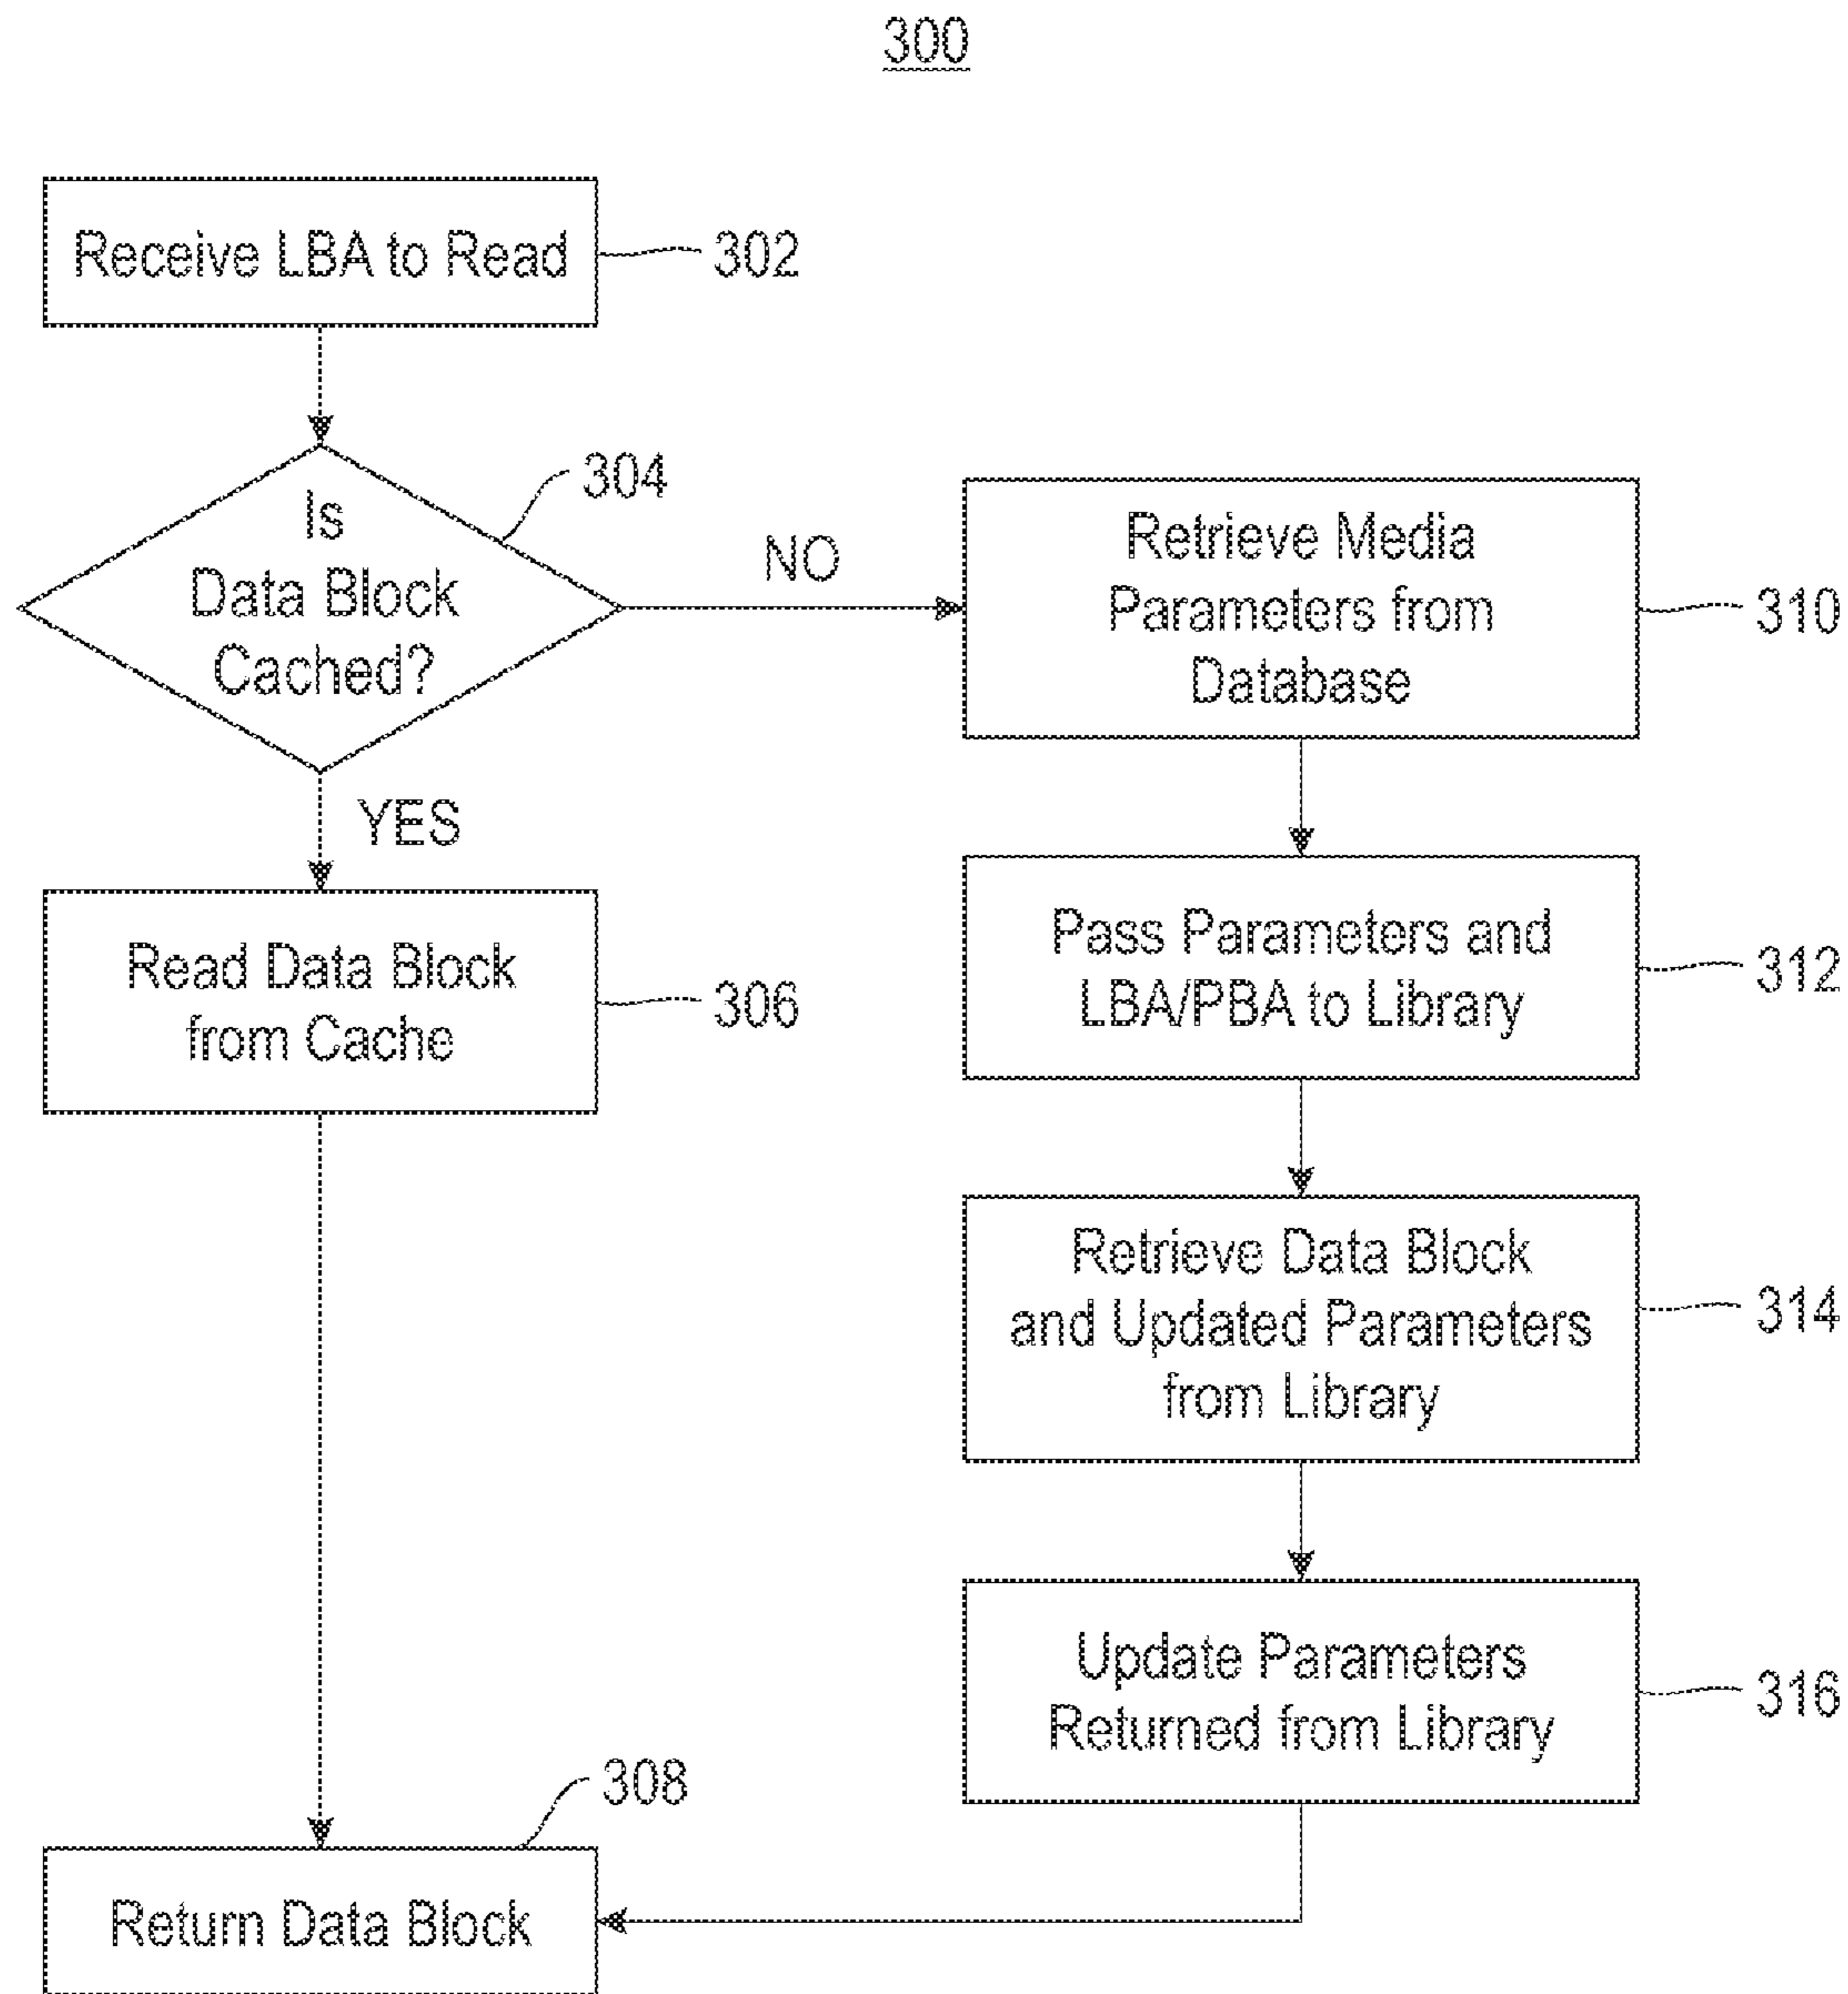 300
Receive LBA to Read
302
304
Is
Data Block
Cached?
NO
YES
Read Data Block
from Cache
306
308
Return Data Block
Retrieve Media
Parameters from
Database
310
Pass Parameters and
LBA/PBA to Library
312
Retrieve Data Block
and Updated Parameters
from Library
314
Update Parameters
Returned from Library
316